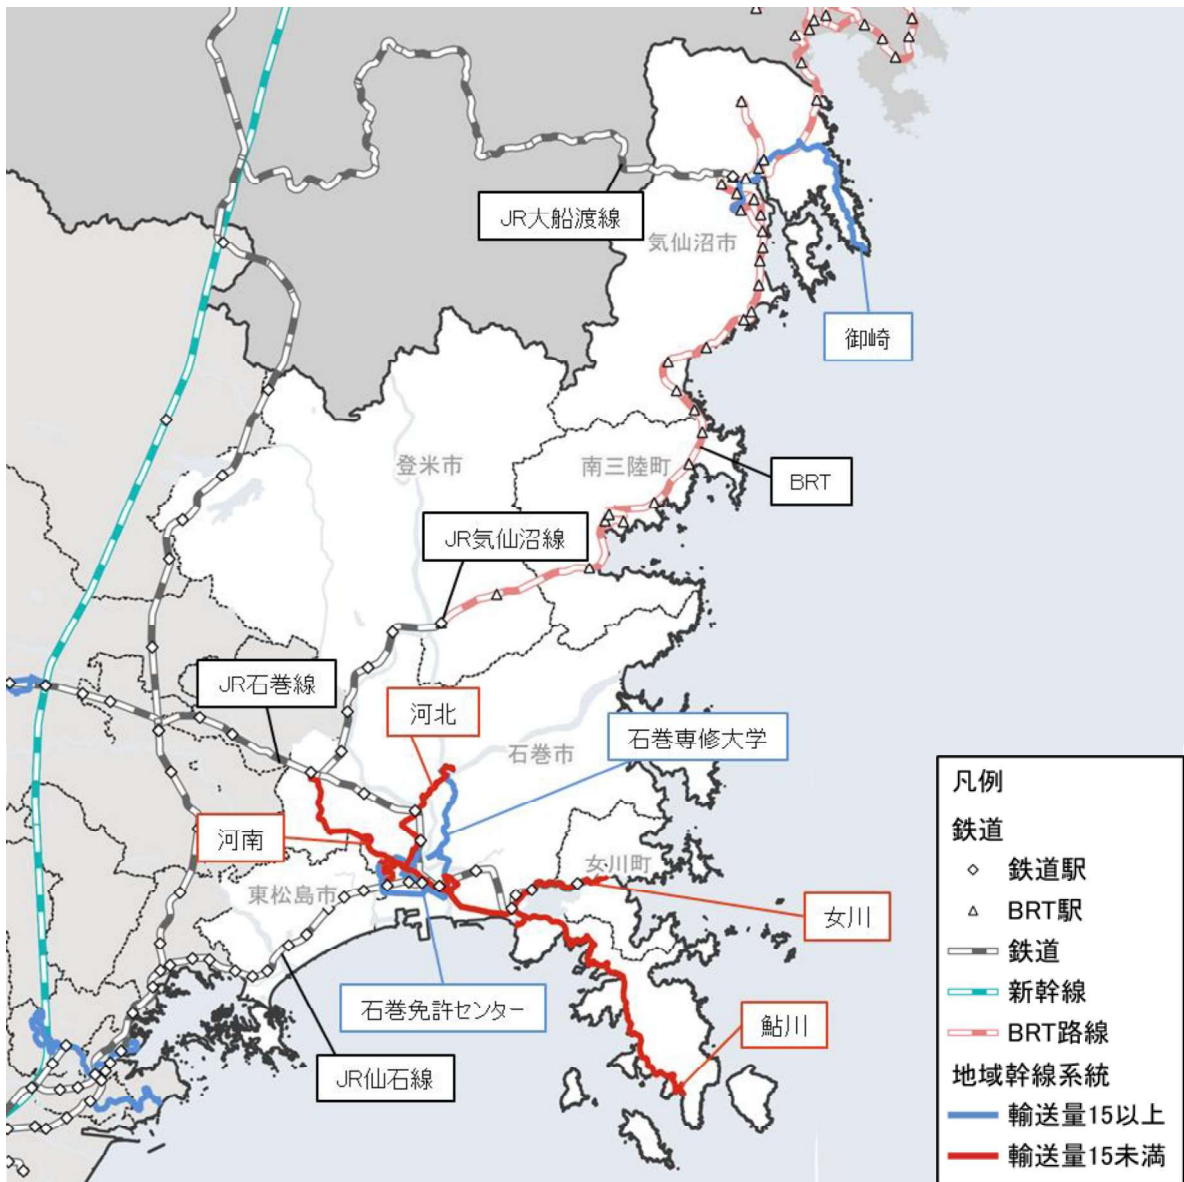 JR大船渡線
気仙沼市
御崎
登米市
南三陸町
BRT
JR気仙沼線
JR石巻線
河北
石巻専修大学
石巻市
河南
女川町
東松島市
女川
石巻免許センター
鮎川
JR仙石線
凡例
鉄道
鉄道駅
BRT駅
鉄道
新幹線
BRT路線
地域幹線系統
輸送量15以上
輸送量15未満